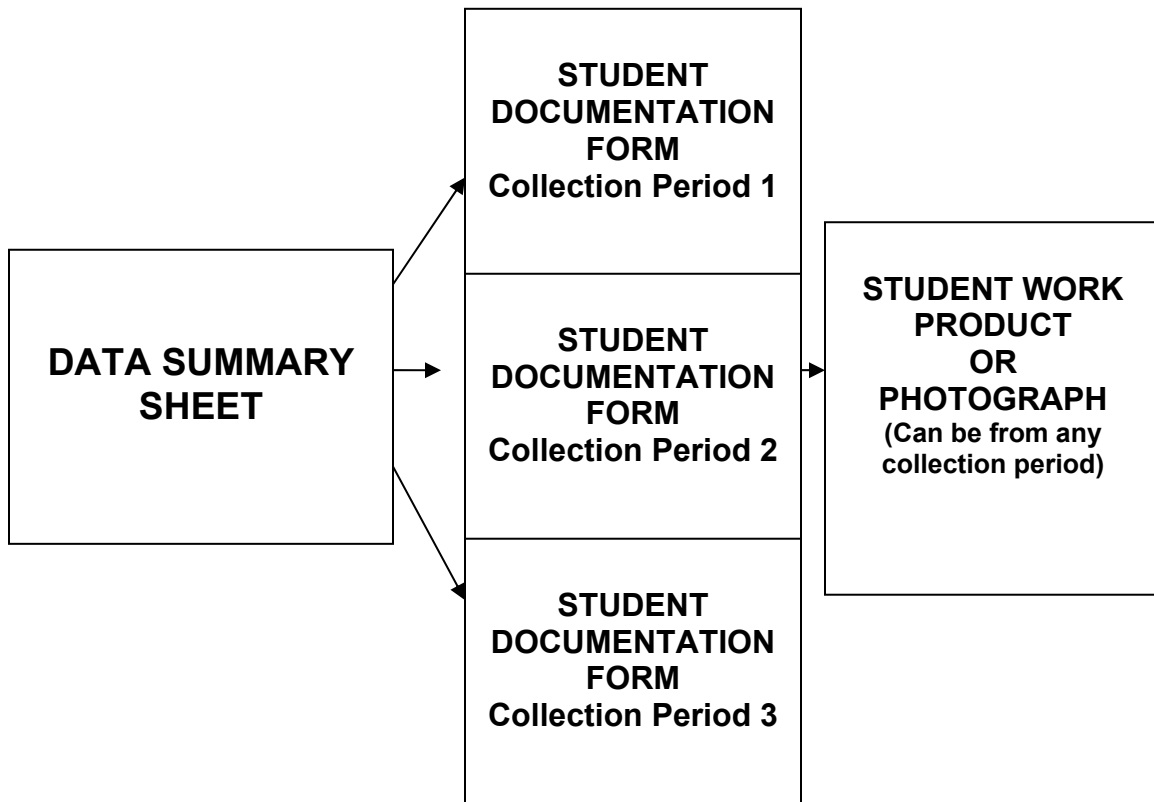 DATA SUMMARY
SHEET
STUDENT
DOCUMENTATION
FORM
Collection Period 1
STUDENT
DOCUMENTATION
FORM
Collection Period 2
STUDENT
DOCUMENTATION
FORM
Collection Period 3
STUDENT WORK
PRODUCT
OR
PHOTOGRAPH
(Can be from any
collection period)